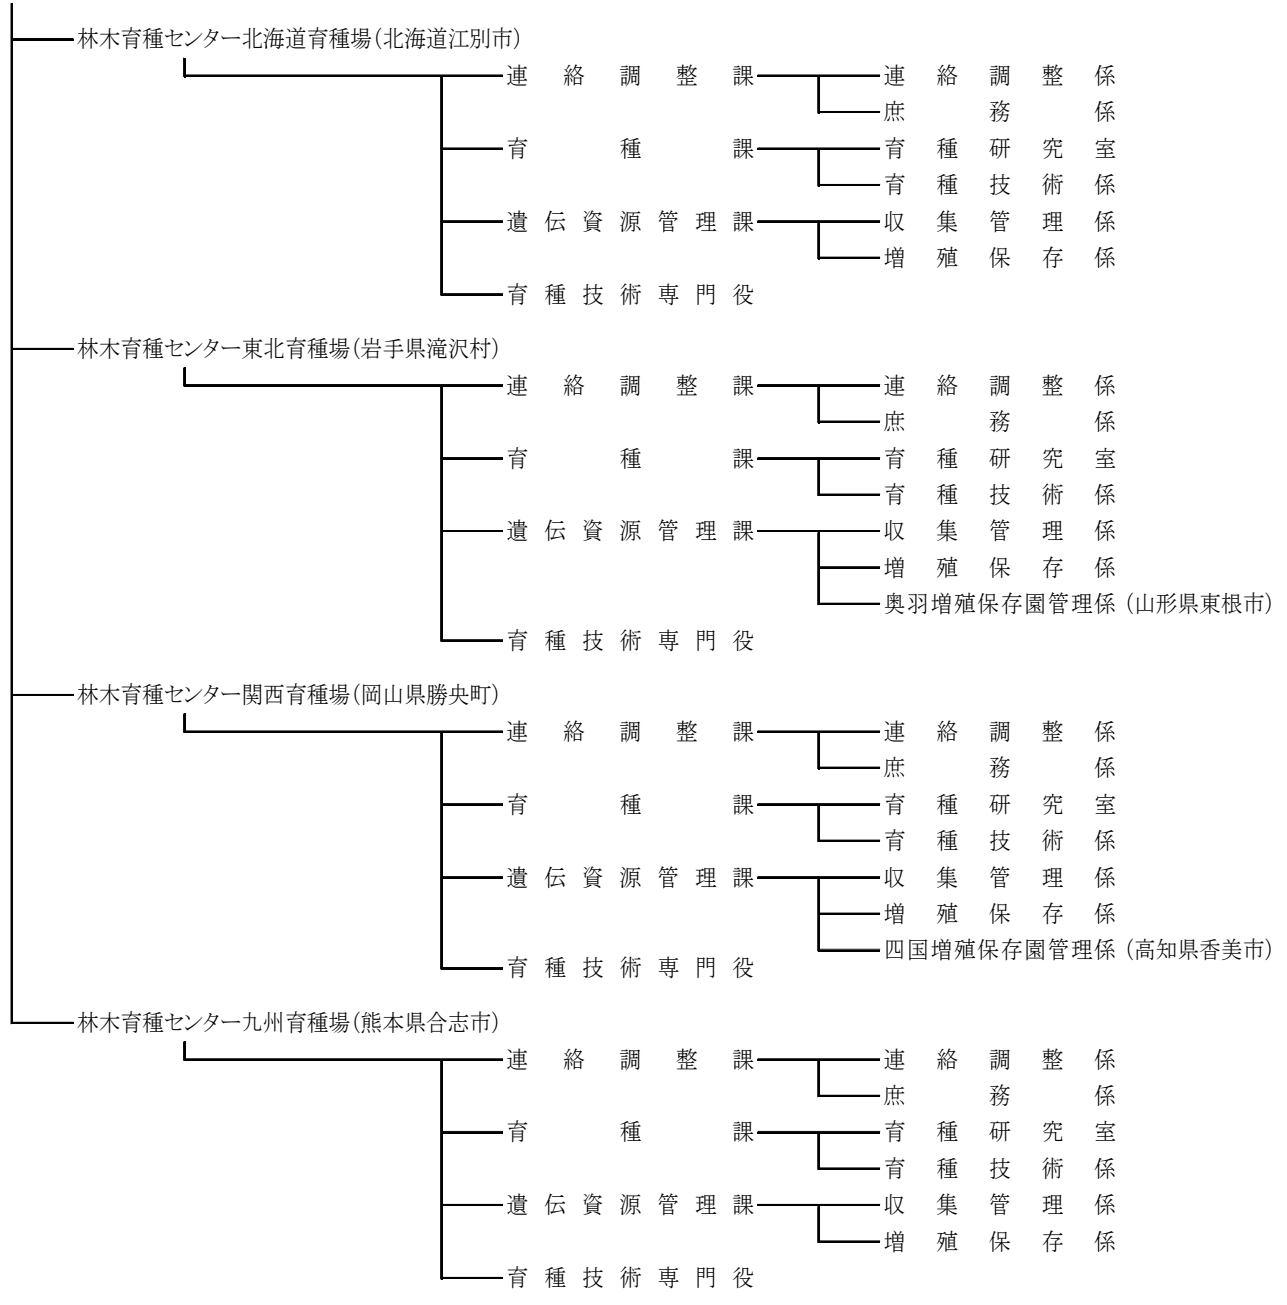 林木育種センター北海道育種場(北海道江別市)
連絡調整課 連絡調整係
庶務係
育種課 育種研究室
育種技術係
遺伝資源管理課 収集管理係
増殖保存係
育種技術専門役
林木育種センター東北育種場(岩手県滝沢村)
連絡調整課 連絡調整係
庶務係
育種課 育種研究室
育種技術係
遺伝資源管理課 収集管理係
増殖保存係
奥羽増殖保存園管理係(山形県東根市)
育種技術専門役
林木育種センター関西育種場(岡山県勝央町)
連絡調整課 連絡調整係
庶務係
育種課 育種研究室
育種技術係
遺伝資源管理課 収集管理係
増殖保存係
四国増殖保存園管理係(高知県香美市)
育種技術専門役
林木育種センター九州育種場(熊本県合志市)
連絡調整課 連絡調整係
庶務係
育種課 育種研究室
育種技術係
遺伝資源管理課 収集管理係
増殖保存係
育種技術専門役